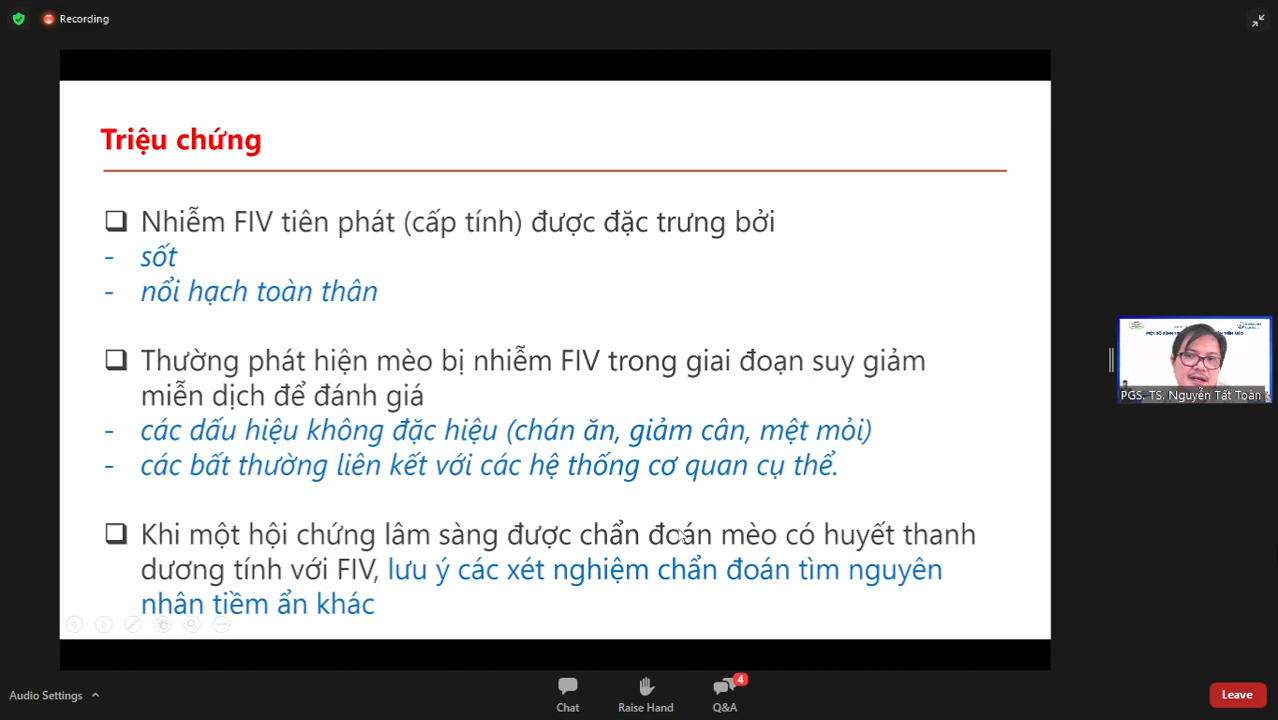 Recording
Triệu chứng
❑ Nhiễm FIV tiên phát (cấp tính) được đặc trưng bởi
- sốt
- nổi hạch toàn thân
❑ Thường phát hiện mèo bị nhiễm FIV trong giai đoạn suy giảm
miễn dịch để đánh giá
- các dấu hiệu không đặc hiệu (chán ăn, giảm cân, mệt mỏi)
- các bất thường liên kết với các hệ thống cơ quan cụ thể.
❑ Khi một hội chứng lâm sàng được chẩn đoán mèo có huyết thanh
dương tính với FIV, lưu ý các xét nghiệm chẩn đoán tìm nguyên
nhân tiềm ẩn khác
PGS. TS. Nguyễn Tất Toàn
Audio Settings
Chat
Raise Hand
4
Q&A
Leave